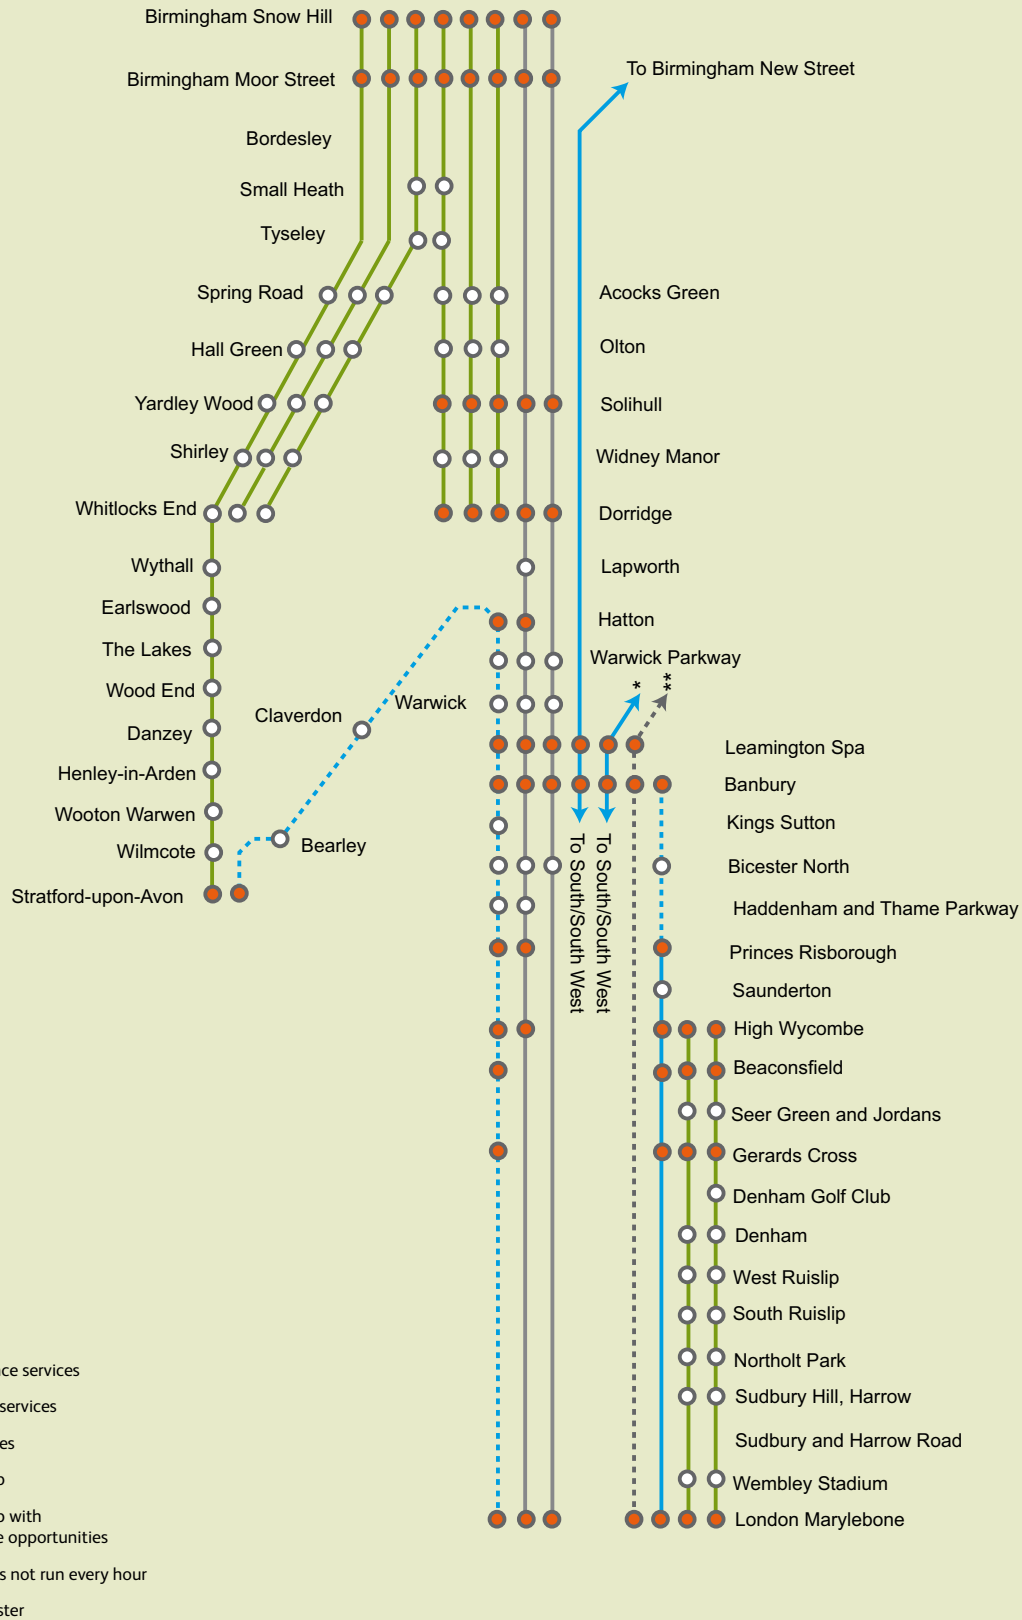 Birmingham Snow Hill
Birmingham Moor Street
To Birmingham New Street
Bordesley
Small Heath
Tyseley
Spring Road
Acocks Green
Hall Green
Olton
Yardley Wood
Solihull
Shirley
Widney Manor
Whitlocks End
Dorridge
Wythall
Lapworth
Earlswood
Hatton
The Lakes
Warwick Parkway
*
**
Wood End
Warwick
Claverdon
Danzey
Leamington Spa
Henley-in-Arden
Banbury
Wooton Warwen
Kings Sutton
Wilmcote
Bearley
Bicester North
Stratford-upon-Avon
To South/South West
To South/South West
Haddenham and Thame Parkway
Princes Risborough
Saunderton
High Wycombe
Beaconsfield
Seer Green and Jordans
Gerards Cross
Denham Golf Club
Denham
West Ruislip
South Ruislip
Northolt Park
Sudbury Hill, Harrow
Sudbury and Harrow Road
Wembley Stadium
London Marylebone
ce services
services
es
p with
e opportunities
s not run every hour
ster